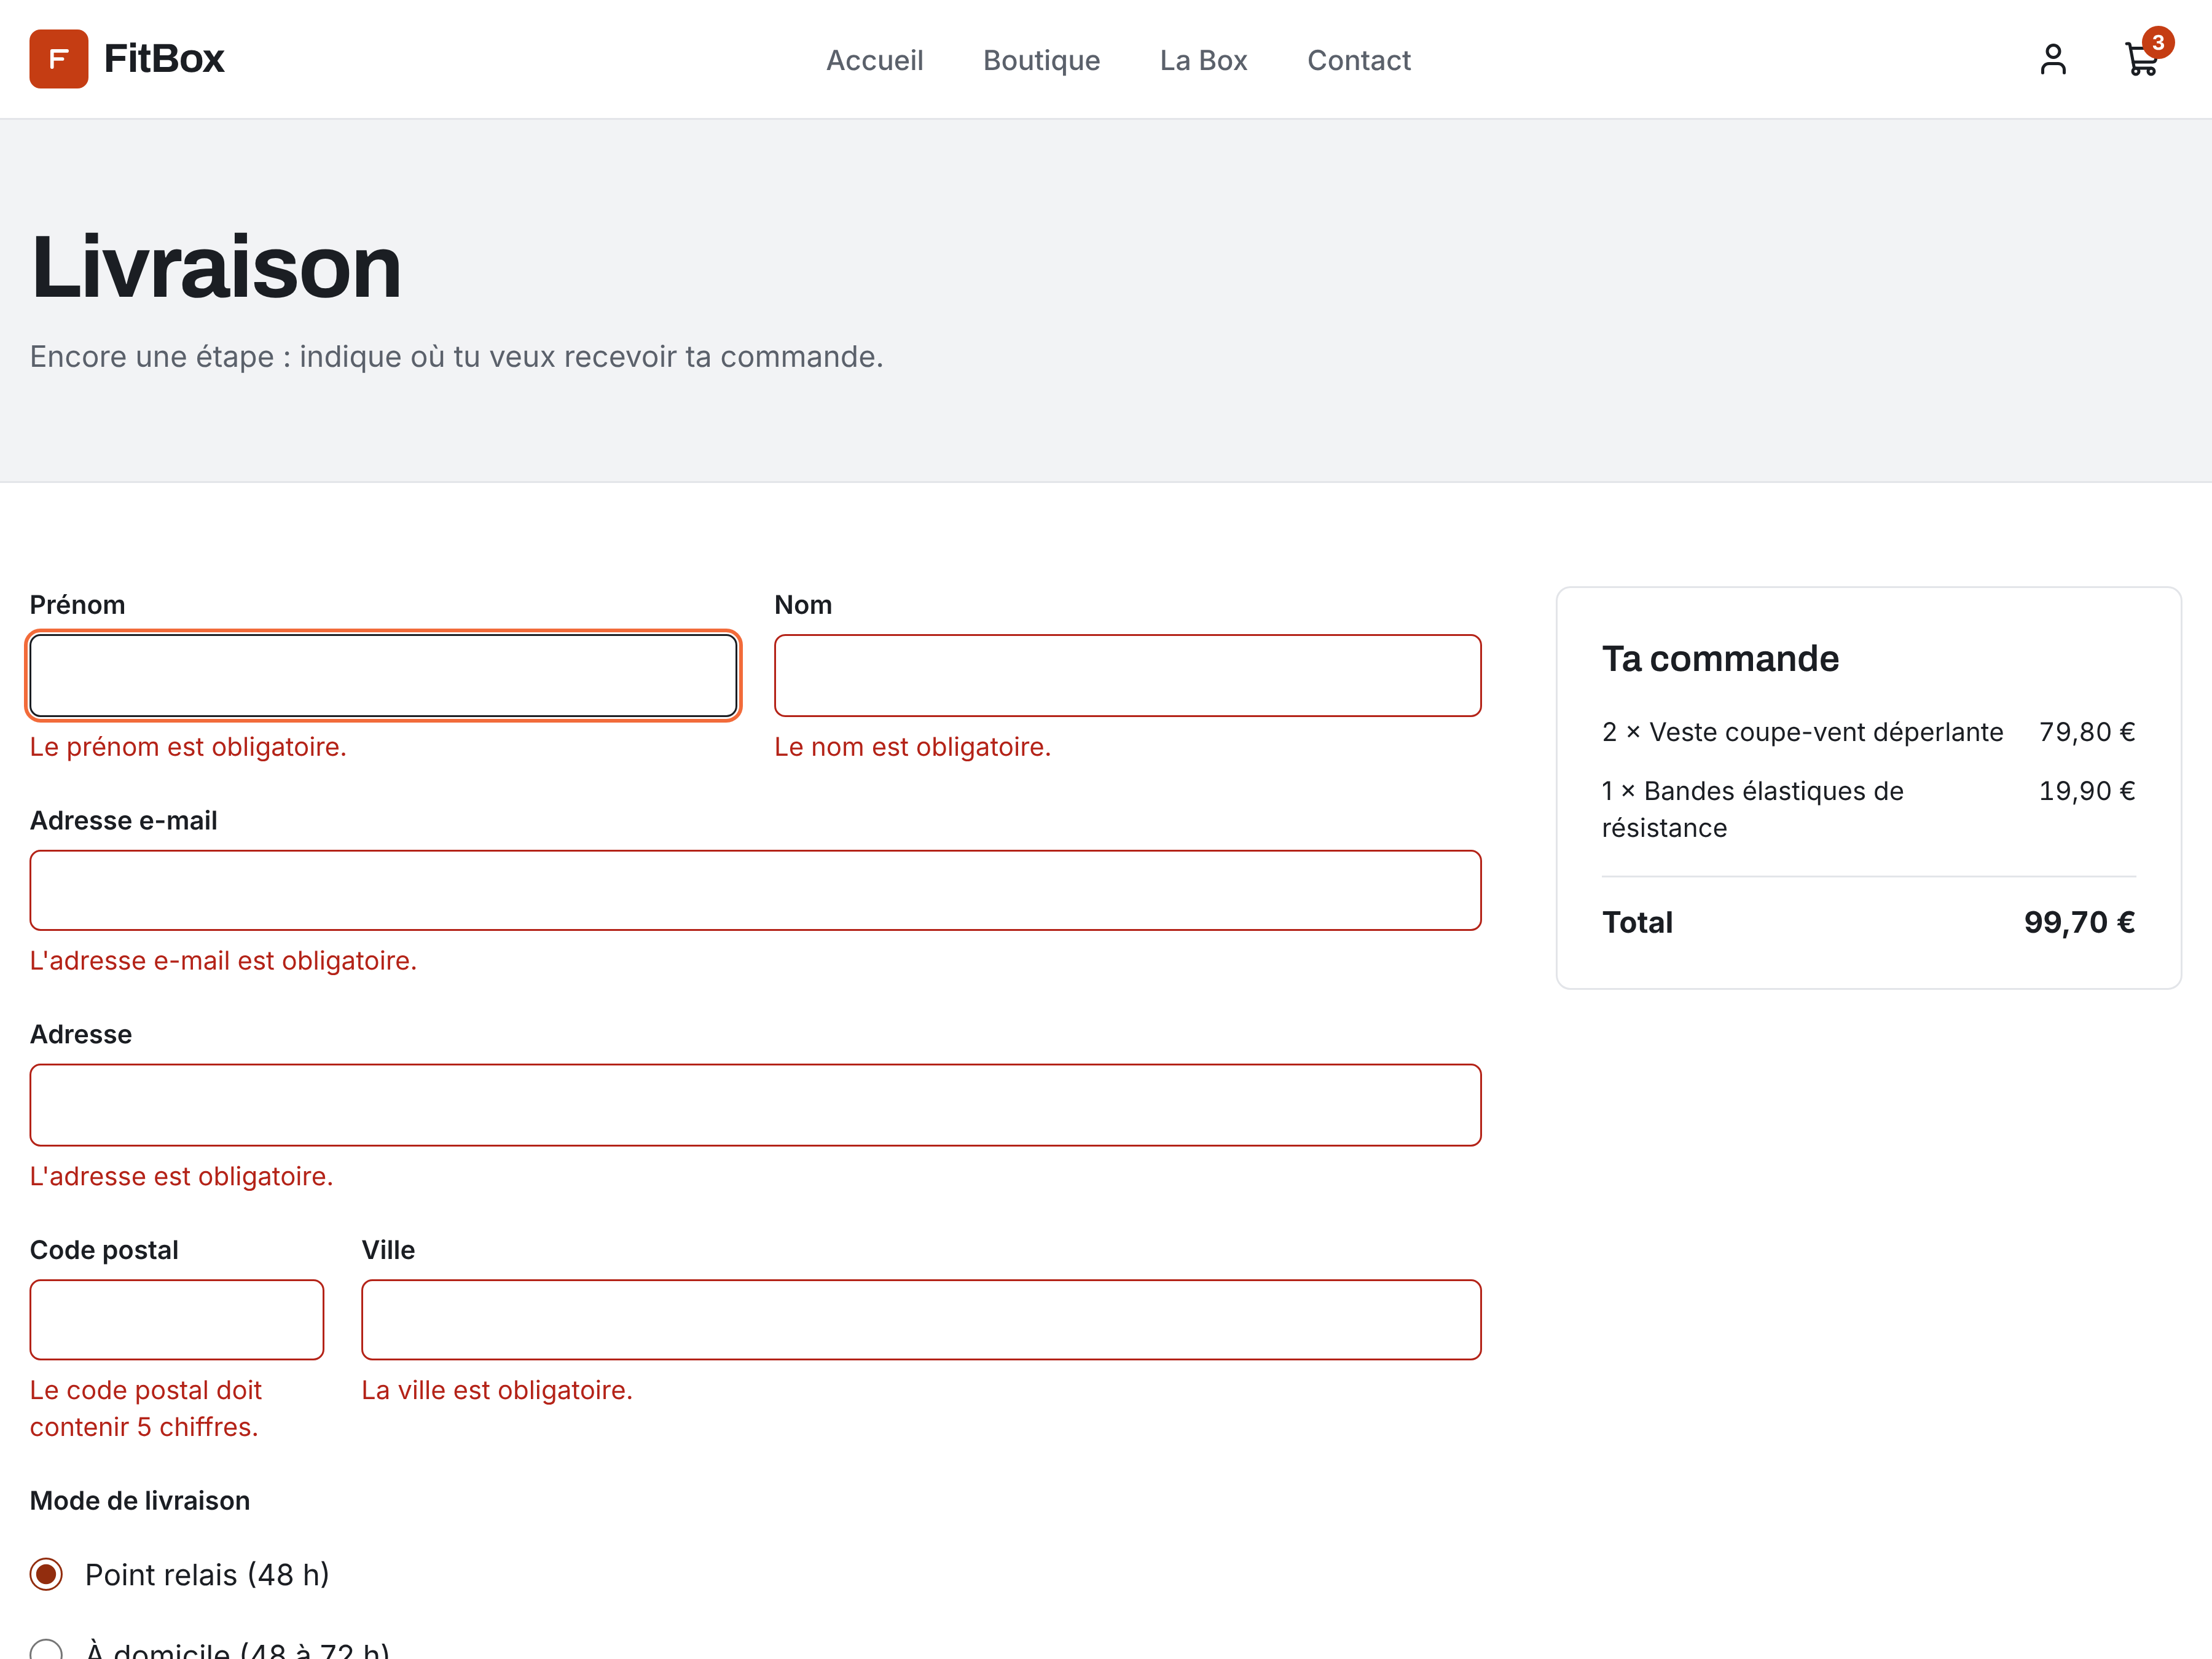 F FitBox
Accueil Boutique La Box Contact
3
Livraison
Encore une étape : indique où tu veux recevoir ta commande.
Prénom
Le prénom est obligatoire.
Nom
Le nom est obligatoire.
Adresse e-mail
L'adresse e-mail est obligatoire.
Adresse
L'adresse est obligatoire.
Code postal
Le code postal doit
contenir 5 chiffres.
Ville
La ville est obligatoire.
Mode de livraison
Point relais (48 h)
À domicile (48 à 72 h)
Ta commande
2 × Veste coupe-vent déperlante 79,80 €
1 × Bandes élastiques de 19,90 €
résistance
Total 99,70 €